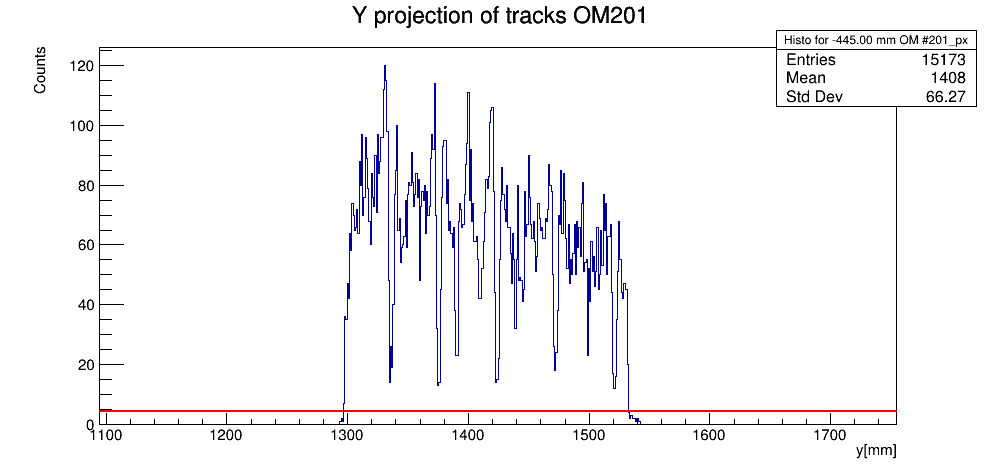 Y projection of tracks OM201
Histo for -445.00 mm OM #201_px
Entries 15173
Mean 1408
Std Dev 66.27
Counts
120
100
80
60
40
20
0
1100 1200 1300 1400 1500 1600 1700
y[mm]